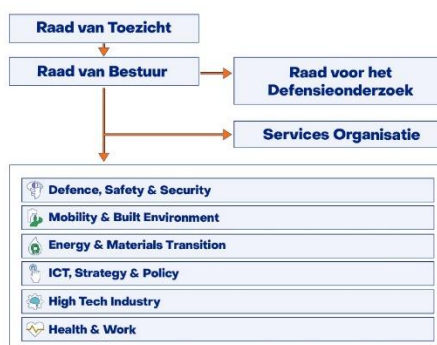 Raad van Toezicht
Raad van Bestuur
Raad voor het
Defensieonderzoek
Services Organisatie
Defence, Safety & Security
Mobility & Built Environment
Energy & Materials Transition
ICT, Strategy & Policy
High Tech Industry
Health & Work